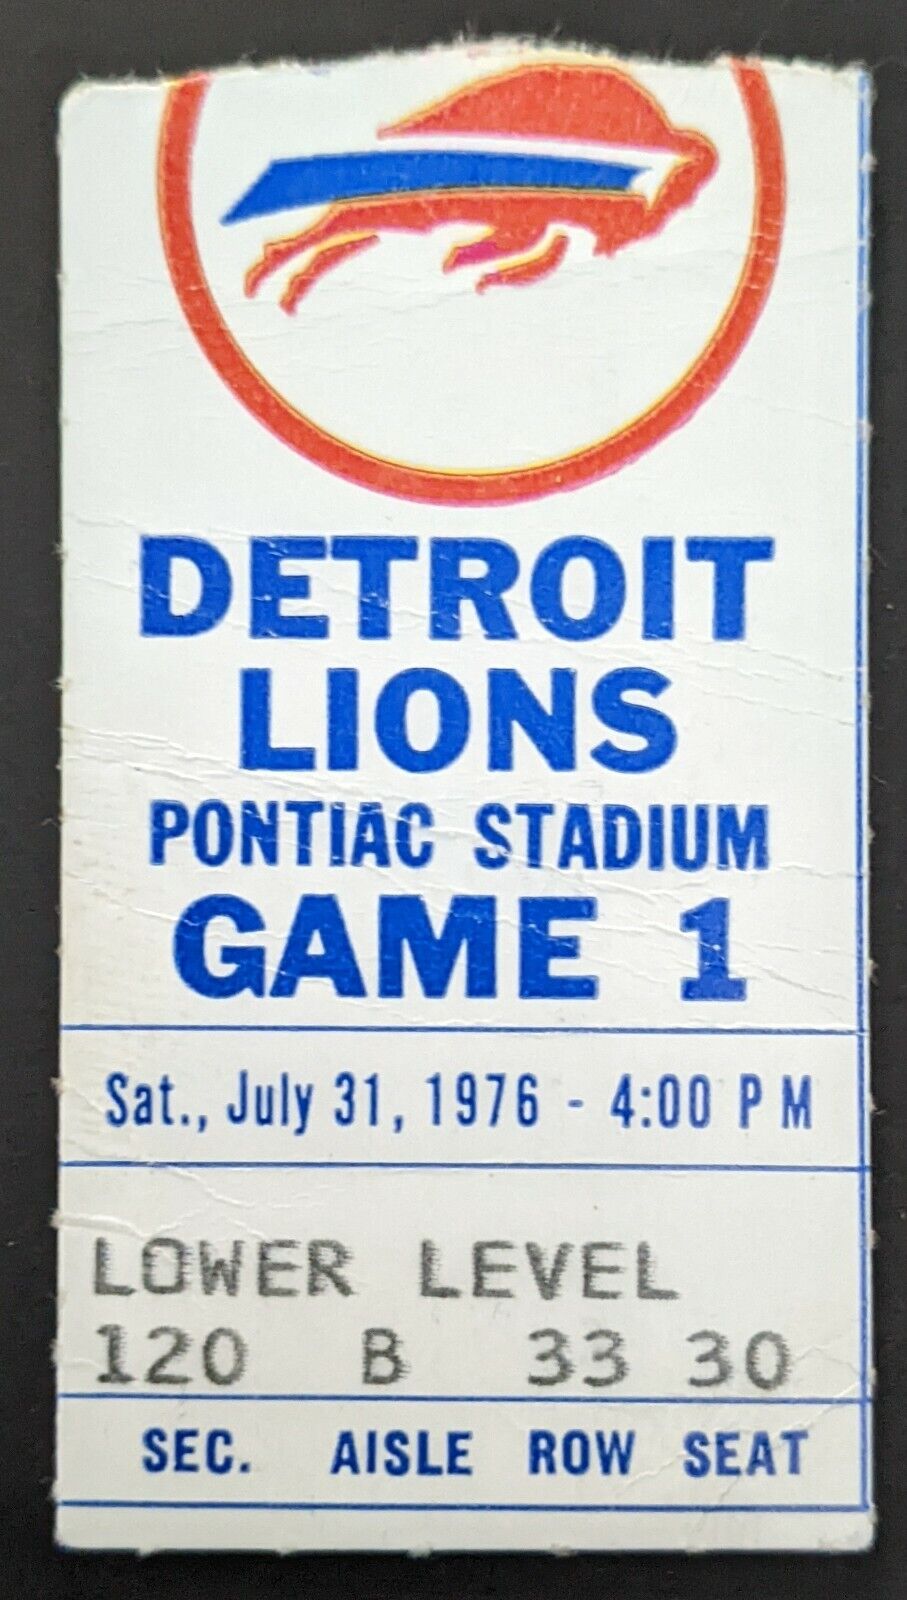 DETROIT
LIONS
PONTIAC STADIUM
GAME 1
Sat., July 31, 1976 - 4:00 PM
LOWER LEVEL
120 B 33 30
SEC. AISLE ROW SEAT